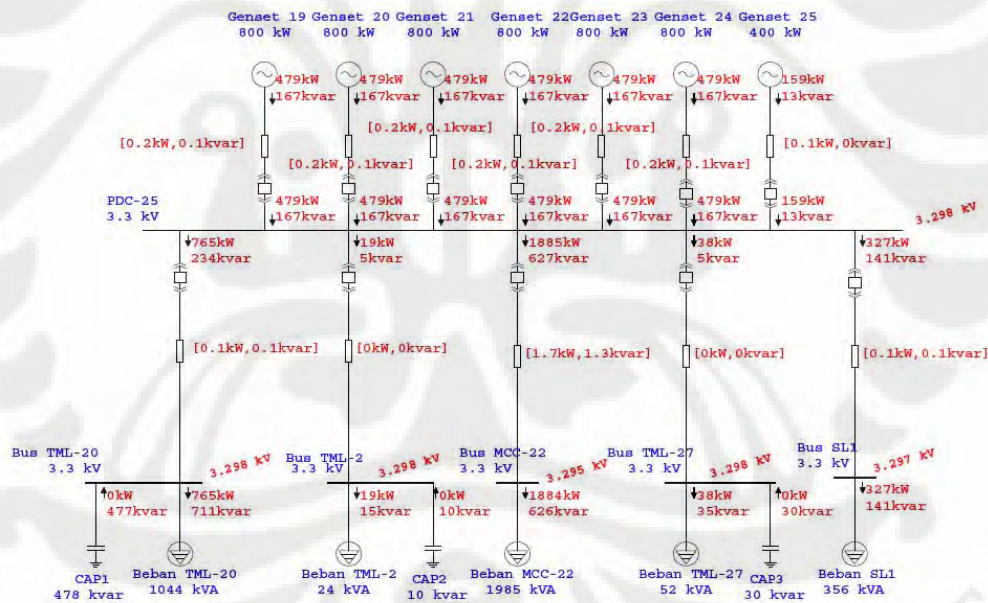 Genset 19 Genset 20 Genset 21 Genset 22 Genset 23 Genset 24 Genset 25
800 kW 800 kW 800 kW 800 kW 800 kW 800 kW 400 kW
479kW 479kW 479kW 479kW 479kW 479kW 159kW
167kvar 167kvar 167kvar 167kvar 167kvar 167kvar 13kvar
[0.2kW,0.1kvar] [0.2kW,0.1kvar]
[0.2kW,0.1kvar] [0.1kW,0kvar]
[0.2kW,0.1kvar] [0.2kW,0.1kvar] [0.2kW,0.1kvar]
PDC-25
3.3 kV
479kW 479kW 479kW 479kW 479kW 479kW 159kW
167kvar 167kvar 167kvar 167kvar 167kvar 167kvar 13kvar
3.298 kV
765kW 19kW 1885kW 38kW 327kW
234kvar 5kvar 627kvar 5kvar 141kvar
[0.1kW,0.1kvar] [0kW,0kvar] [1.7kW,1.3kvar] [0kW,0kvar] [0.1kW,0.1kvar]
Bus TML-20 Bus TML-2 Bus MCC-22 Bus TML-27 Bus SL1
3.3 kV 3.3 kV 3.3 kV 3.3 kV 3.3 kV
3.298 kV 3.298 kV 3.295 kV 3.298 kV 3.297 kV
0kW 765kW 19kW 0kW 1884kW 38kW 0kW 327kW
477kvar 711kvar 15kvar 10kvar 626kvar 35kvar 30kvar 141kvar
CAP1 Beban TML-20 Beban TML-2 CAP2 Beban MCC-22 Beban TML-27 CAP3 Beban SL1
478 kvar 1044 kVA 24 kVA 10 kvar 1985 kVA 52 kVA 30 kvar 356 kVA